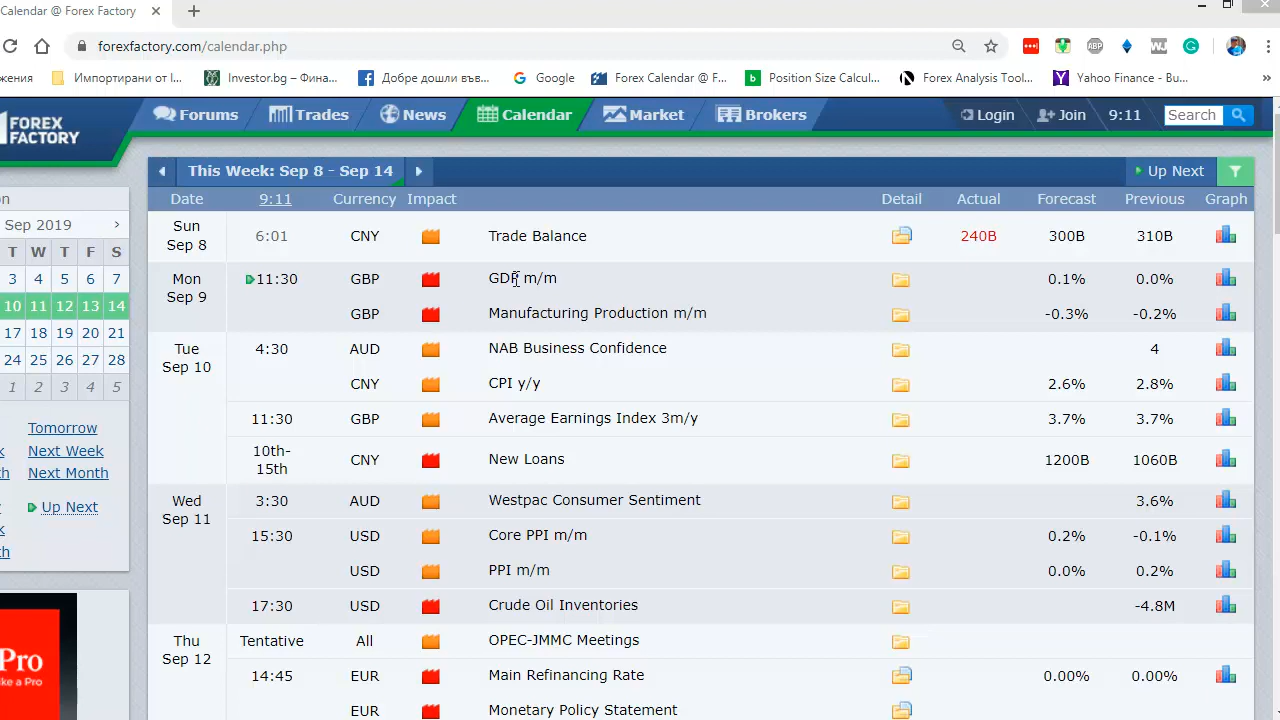 Calendar @ Forex Factory
forexfactory.com/calendar.php
ABP
WJ
жения
Импортирани от I...
Investor.bg – Фина...
Добре дошли във...
Google
Forex Calendar @ F...
Position Size Calcul...
Forex Analysis Tool...
Yahoo Finance - Bu...
FOREX
FACTORY
Forums
Trades
News
Calendar
Market
Brokers
Login
Join
9:11
Search
This Week: Sep 8 - Sep 14
Up Next
Date 9:11 Currency Impact Detail Actual Forecast Previous Graph
Sun
Sep 8
6:01 CNY Trade Balance 240B 300B 310B
Mon
Sep 9
11:30 GBP GDP m/m 0.1% 0.0%
GBP Manufacturing Production m/m -0.3% -0.2%
Tue
Sep 10
4:30 AUD NAB Business Confidence 4
CNY CPI y/y 2.6% 2.8%
11:30 GBP Average Earnings Index 3m/y 3.7% 3.7%
10th-
15th
CNY New Loans 1200B 1060B
Wed
Sep 11
3:30 AUD Westpac Consumer Sentiment 3.6%
15:30 USD Core PPI m/m 0.2% -0.1%
USD PPI m/m 0.0% 0.2%
17:30 USD Crude Oil Inventories -4.8M
Thu
Sep 12
Tentative All OPEC-JMMC Meetings
14:45 EUR Main Refinancing Rate 0.00% 0.00%
EUR Monetary Policy Statement
Sep 2019
T W T F S
3 4 5 6 7
10 11 12 13 14
17 18 19 20 21
24 25 26 27 28
1 2 3 4 5
Tomorrow
Next Week
Next Month
Up Next
Pro
ke a Pro